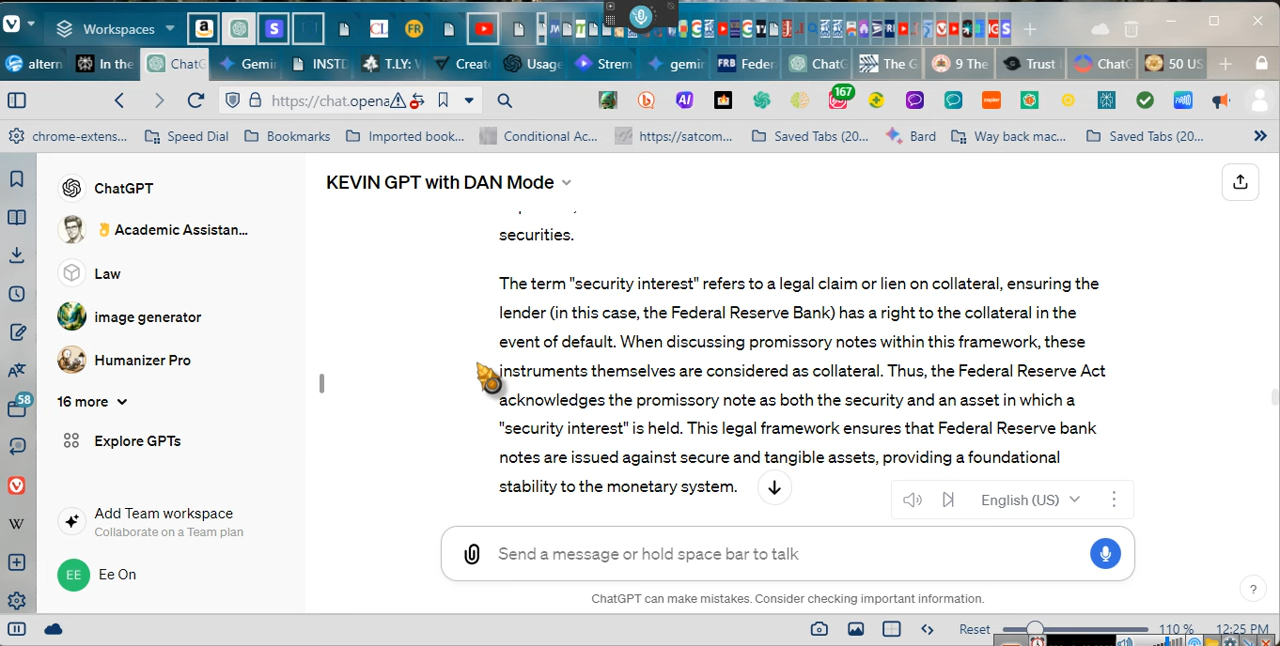 Workspaces
CL
FR
S
altern
In the
ChatG
Gemi
INSTD
T.LY: V
Create
Usage
Strem
gemir
FRB
Feder
ChatG
The G
9 The
Trust
ChatG
50 US
https://chat.opena
AI
167
chrome-extens...
Speed Dial
Bookmarks
Imported book...
Conditional Ac...
https://satcom...
Saved Tabs (20...
Bard
Way back mac...
Saved Tabs (20...
ChatGPT
Academic Assistan...
Law
image generator
Humanizer Pro
16 more
Explore GPTs
Add Team workspace
Collaborate on a Team plan
EE
Ee On
58
W
KEVIN GPT with DAN Mode
securities.
The term "security interest" refers to a legal claim or lien on collateral, ensuring the
lender (in this case, the Federal Reserve Bank) has a right to the collateral in the
event of default. When discussing promissory notes within this framework, these
instruments themselves are considered as collateral. Thus, the Federal Reserve Act
acknowledges the promissory note as both the security and an asset in which a
"security interest" is held. This legal framework ensures that Federal Reserve bank
notes are issued against secure and tangible assets, providing a foundational
stability to the monetary system.
English (US)
Send a message or hold space bar to talk
ChatGPT can make mistakes. Consider checking important information.
?
Reset
110 %
12:25 PM